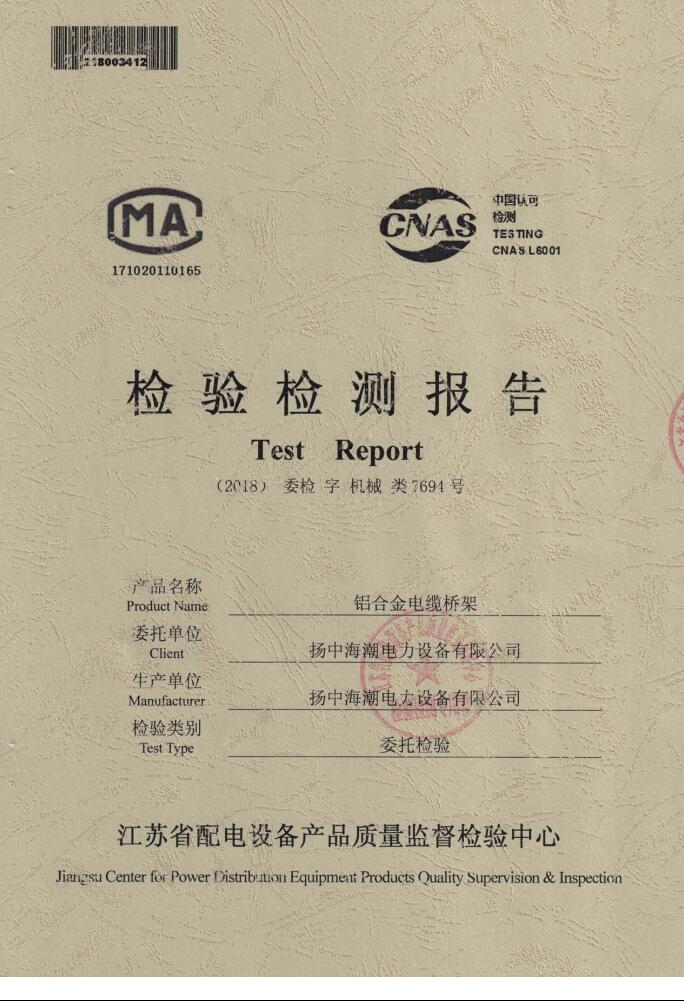 18003412
MA
171020110165
CNAS
中国认可
检测
TESTING
CNAS L6001
检验检测报告
Test Report
（2018） 委检 字 机械 类 7694 号
产品名称
Product Name
铝合金电缆桥架
委托单位
Client
扬中海潮电力设备有限公司
生产单位
Manufacturer
扬中海潮电力设备有限公司
检验类别
Test Type
委托检验
江苏省配电设备产品质量监督检验中心
Jiangsu Center for Power Distribution Equipment Products Quality Supervision & Inspection